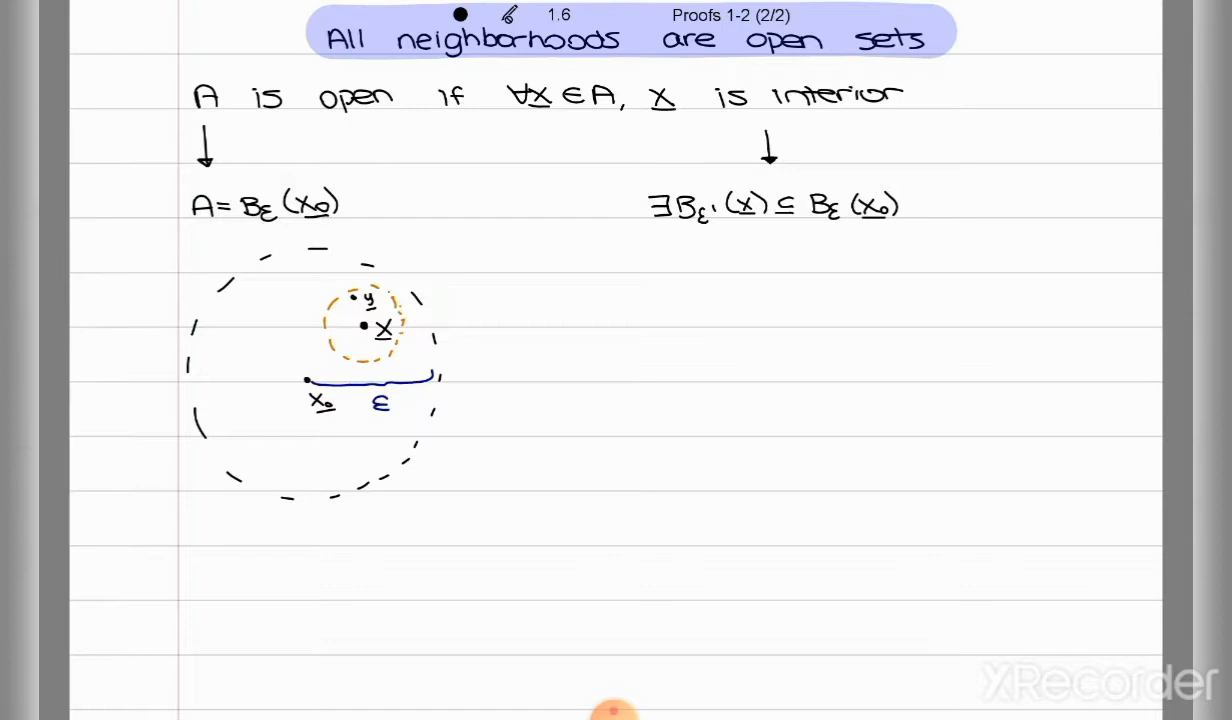 1.6 Proofs 1-2 (2/2)
All neighborhoods are open sets
A is open if ∀x ∈ A, x is interior
A = Bε(x₀)
∃Bε'(x) ⊆ Bε(x₀)
y
x
x₀
ε
XRecorder